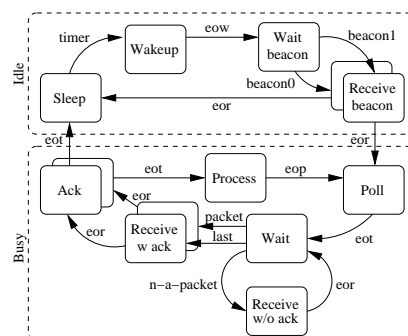 timer
eow
Wakeup
Wait
beacon
beacon1
Idle
beacon0
Sleep
eor
Receive
beacon
eot
eor
Ack
eot
Process
eop
Poll
eor
packet
eor
Receive
w ack
last
Wait
eot
Busy
n-a-packet
eor
Receive
w/o ack